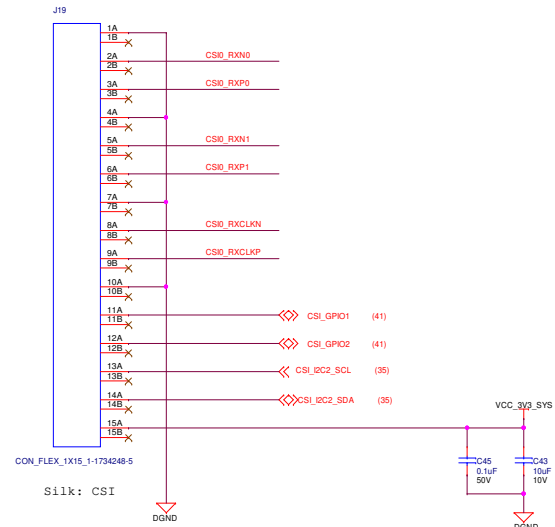 J19
1A
1B
2A CSI0_RXN0
2B
3A CSI0_RXP0
3B
4A
4B
5A CSI0_RXN1
5B
6A CSI0_RXP1
6B
7A
7B
8A CSI0_RXCLKN
8B
9A CSI0_RXCLKP
9B
10A
10B
11A CSI_GPIO1 (41)
11B
12A CSI_GPIO2 (41)
12B
13A CSI_I2C2_SCL (35)
13B
14A CSI_I2C2_SDA (35)
14B
VCC_3V3_SYS
15A
15B
CON_FLEX_1X15_1-1734248-5
C45
0.1uF
50V
C43
10uF
10V
Silk: CSI
DGND
DGND